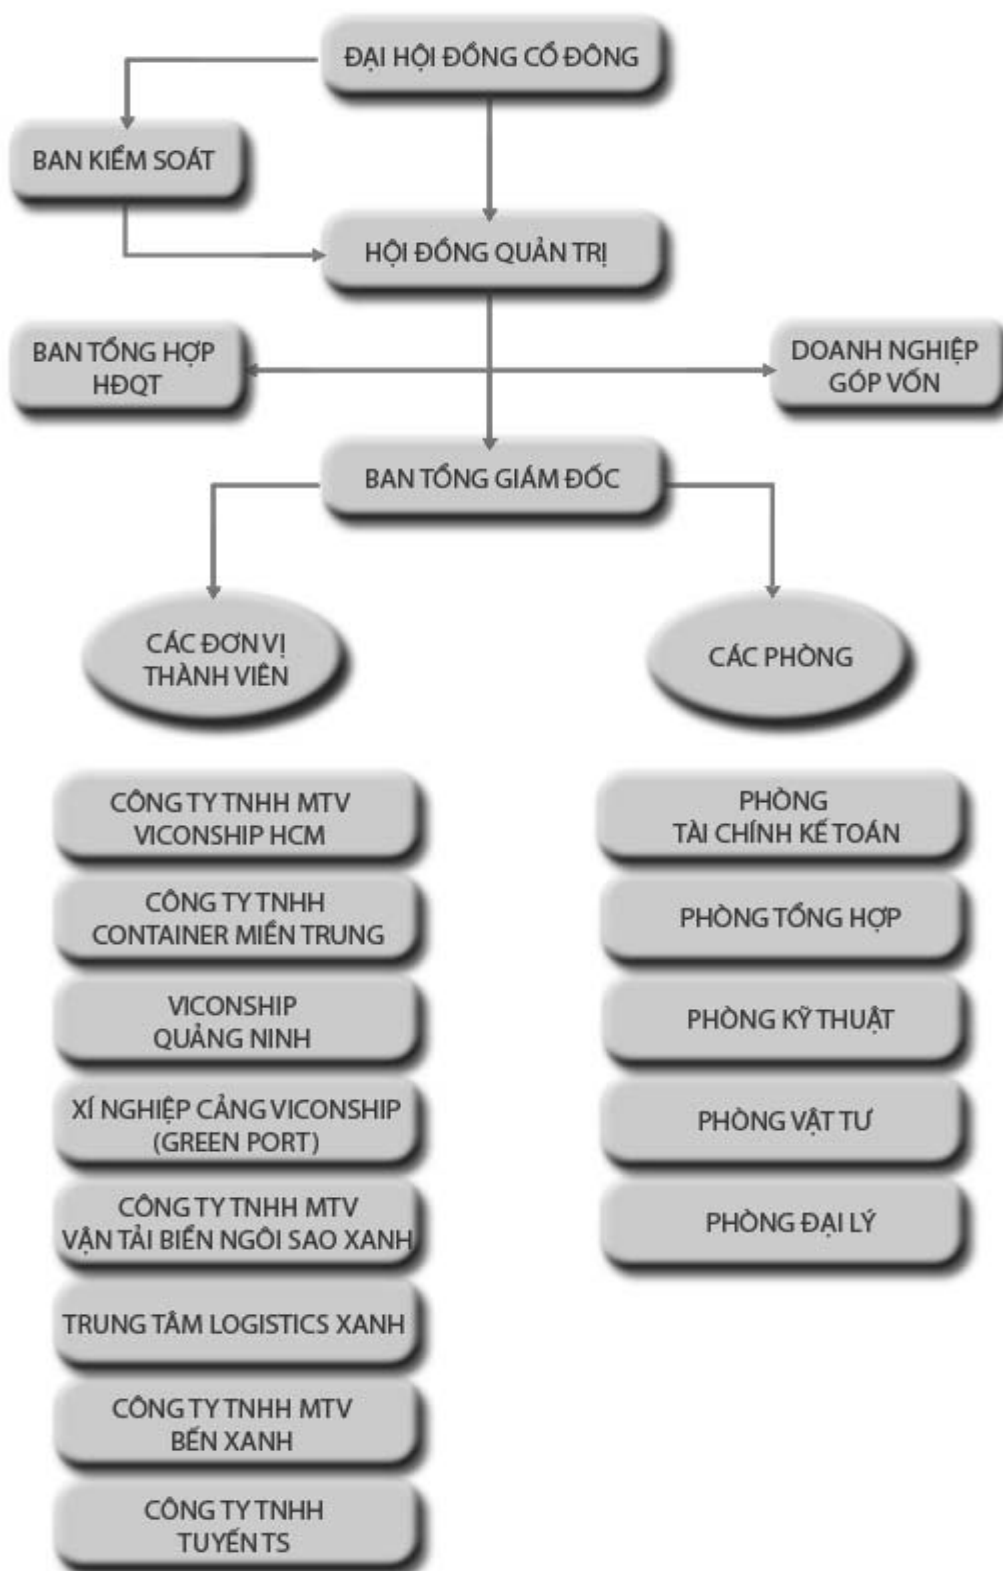 ĐẠI HỘI ĐỒNG CỔ ĐÔNG
BAN KIỂM SOÁT
HỘI ĐỒNG QUẢN TRỊ
BAN TỔNG HỢP
HĐQT
DOANH NGHIỆP
GÓP VỐN
BAN TỔNG GIÁM ĐỐC
CÁC ĐƠN VỊ
THÀNH VIÊN
CÁC PHÒNG
CÔNG TY TNHH MTV
VICONSHIP HCM
CÔNG TY TNHH
CONTAINER MIỀN TRUNG
VICONSHIP
QUẢNG NINH
XÍ NGHIỆP CẢNG VICONSHIP
(GREEN PORT)
CÔNG TY TNHH MTV
VẬN TẢI BIỂN NGÔI SAO XANH
TRUNG TÂM LOGISTICS XANH
CÔNG TY TNHH MTV
BẾN XANH
CÔNG TY TNHH
TUYẾN TS
PHÒNG
TÀI CHÍNH KẾ TOÁN
PHÒNG TỔNG HỢP
PHÒNG KỸ THUẬT
PHÒNG VẬT TƯ
PHÒNG ĐẠI LÝ